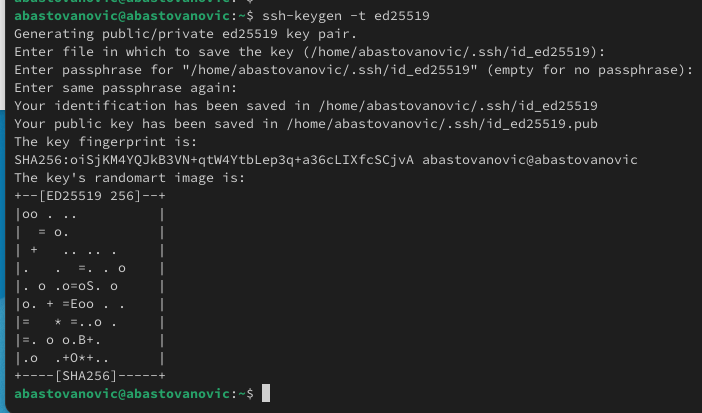 abastovanovic@abastovanovic:~$ ssh-keygen -t ed25519
Generating public/private ed25519 key pair.
Enter file in which to save the key (/home/abastovanovic/.ssh/id_ed25519):
Enter passphrase for "/home/abastovanovic/.ssh/id_ed25519" (empty for no passphrase):
Enter same passphrase again:
Your identification has been saved in /home/abastovanovic/.ssh/id_ed25519
Your public key has been saved in /home/abastovanovic/.ssh/id_ed25519.pub
The key fingerprint is:
SHA256:oiSjKM4YQJkB3VN+qtW4YtbLep3q+a36cLIXfcSCjvA abastovanovic@abastovanovic
The key's randomart image is:
+--[ED25519 256]--+
|oo . ..          |
|  = o.           |
| +   .. .. .     |
|.   .  =. . o    |
|. o .o=oS. o     |
|o. + =Eoo . .    |
|=   * =..o .     |
|=. o o.B+.       |
|.o  .+O*+..      |
+----[SHA256]-----+
abastovanovic@abastovanovic:~$